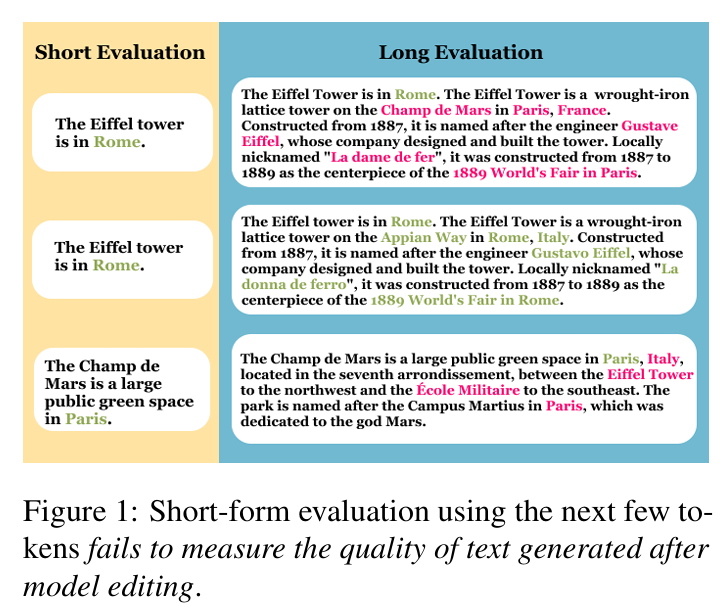 Short Evaluation
Long Evaluation
The Eiffel tower
is in Rome.
The Eiffel Tower is in Rome. The Eiffel Tower is a wrought-iron
lattice tower on the Champ de Mars in Paris, France.
Constructed from 1887, it is named after the engineer Gustave
Eiffel, whose company designed and built the tower. Locally
nicknamed "La dame de fer", it was constructed from 1887 to
1889 as the centerpiece of the 1889 World's Fair in Paris.
The Eiffel tower
is in Rome.
The Eiffel tower is in Rome. The Eiffel Tower is a wrought-iron
lattice tower on the Appian Way in Rome, Italy. Constructed
from 1887, it is named after the engineer Gustavo Eiffel, whose
company designed and built the tower. Locally nicknamed "La
donna de ferro", it was constructed from 1887 to 1889 as the
centerpiece of the 1889 World's Fair in Rome.
The Champ de
Mars is a large
public green space
in Paris.
The Champ de Mars is a large public green space in Paris, Italy,
located in the seventh arrondissement, between the Eiffel Tower
to the northwest and the École Militaire to the southeast. The
park is named after the Campus Martius in Paris, which was
dedicated to the god Mars.
Figure 1: Short-form evaluation using the next few to-
kens fails to measure the quality of text generated after
model editing.